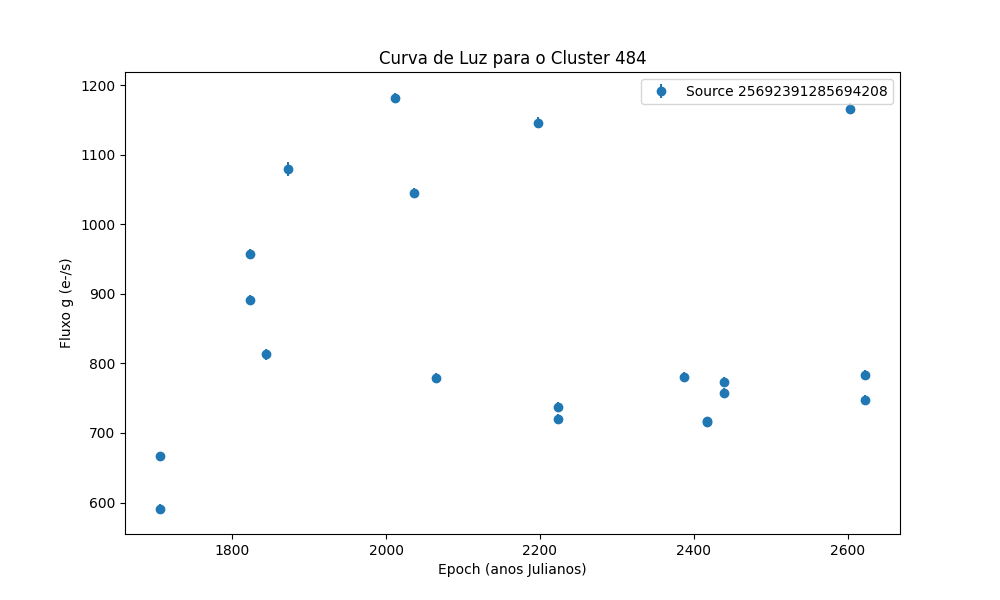 Curva de Luz para o Cluster 484
Source 25692391285694208
1200
1100
1000
900
800
700
600
Fluxo g (e-/s)
1800 2000 2200 2400 2600
Epoch (anos Julianos)